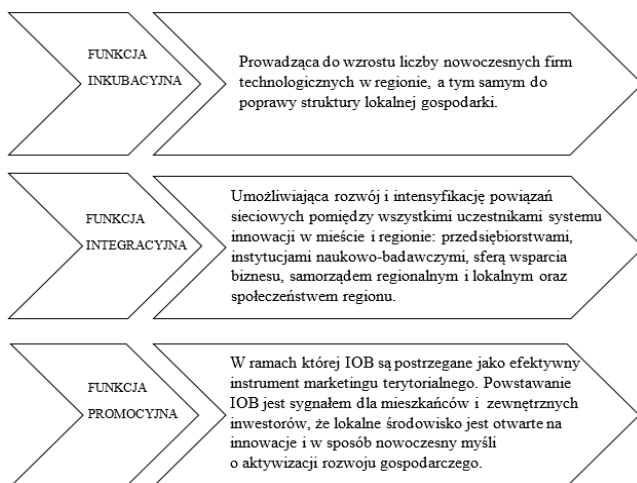 FUNKCJA
INKUBACYJNA
Prowadząca do wzrostu liczby nowoczesnych firm
technologicznych w regionie, a tym samym do
poprawy struktury lokalnej gospodarki.
FUNKCJA
INTEGRACYJNA
Umożliwiająca rozwój i intensyfikację powiązań
sieciowych pomiędzy wszystkimi uczestnikami systemu
innowacji w mieście i regionie: przedsiębiorstwami,
instytucjami naukowo-badawczymi, sferą wsparcia
biznesu, samorządem regionalnym i lokalnym oraz
społeczeństwem regionu.
FUNKCJA
PROMOCYJNA
W ramach której IOB są postrzegane jako efektywny
instrument marketingu terytorialnego. Powstawanie
IOB jest sygnałem dla mieszkańców i zewnętrznych
inwestorów, że lokalne środowisko jest otwarte na
innowacje i w sposób nowoczesny myśli
o aktywizacji rozwoju gospodarczego.